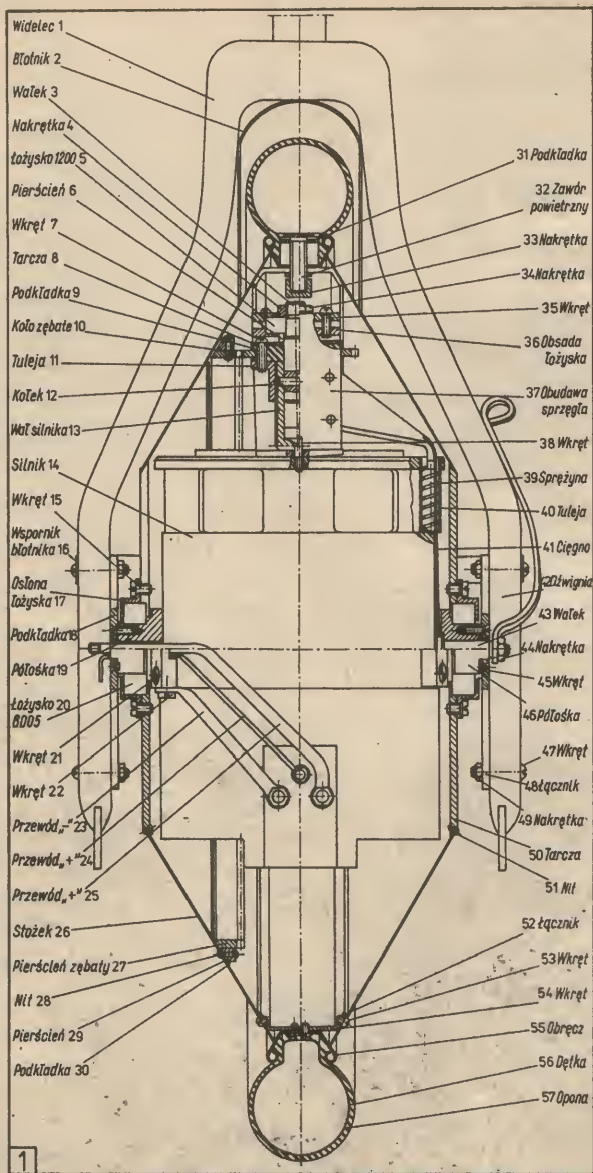 Widelec 1
Błotnik 2
Wałek 3
Nakrętka 4
Łożysko 1200 5
Pierścień 6
Wkręt 7
Tarcza 8
Podkładka 9
Koło zębate 10
Tuleja 11
Kołek 12
Wał silnika 13
Silnik 14
Wkręt 15
Wspornik
błotnika 16
Osłona
łożyska 17
Podkładka 18
Półośka 19
Łożysko 20
6005
Wkręt 21
Wkręt 22
Przewód „–" 23
Przewód „+" 24
Przewód „+" 25
Stożek 26
Pierścień zębaty 27
Nit 28
Pierścień 29
Podkładka 30
31 Podkładka
32 Zawór
powietrzny
33 Nakrętka
34 Nakrętka
35 Wkręt
36 Obsada
łożyska
37 Obudowa
sprzęgła
38 Wkręt
39 Sprężyna
40 Tuleja
41 Cięgno
42 Dźwignia
43 Wałek
44 Nakrętka
45 Wkręt
46 Półośka
47 Wkręt
48 Łącznik
49 Nakrętka
50 Tarcza
51 Nit
52 Łącznik
53 Wkręt
54 Wkręt
55 Obręcz
56 Dętka
57 Opona
1